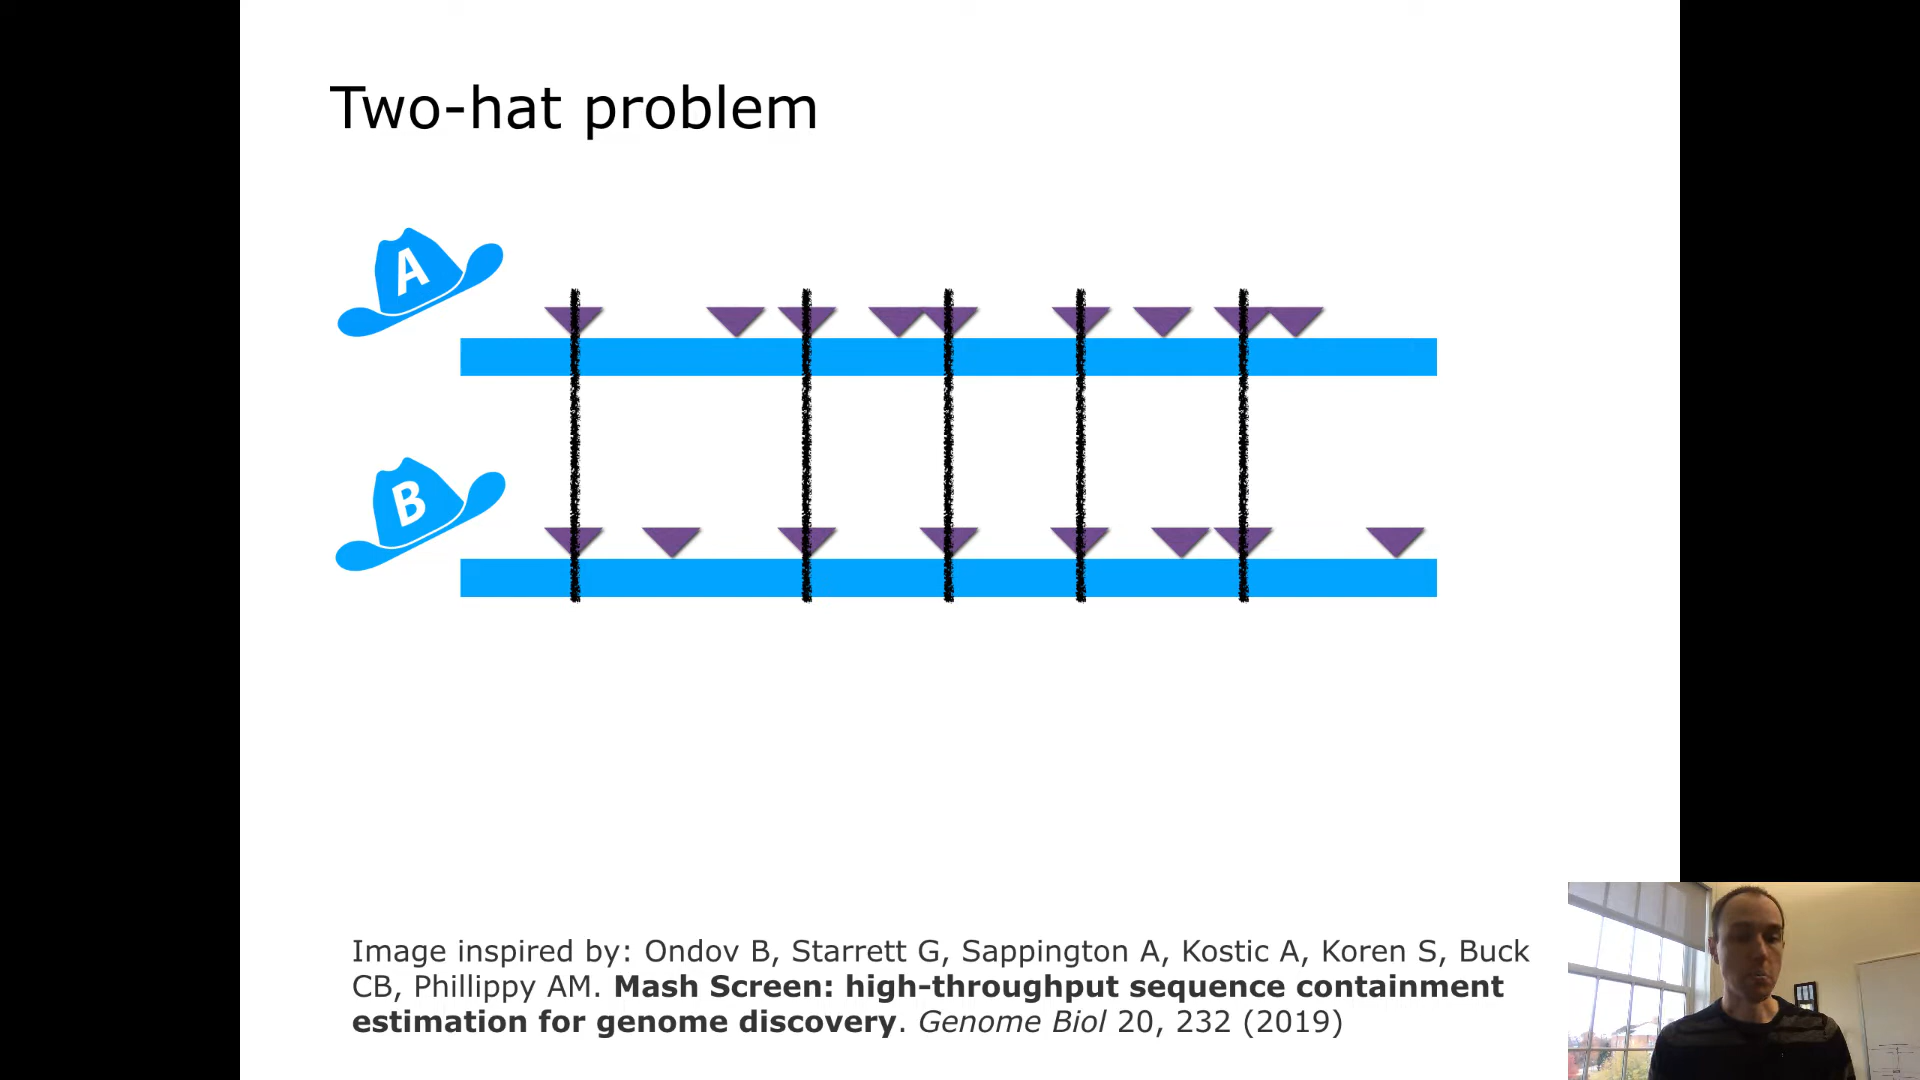 Two-hat problem
A
B
Image inspired by: Ondov B, Starrett G, Sappington A, Kostic A, Koren S, Buck
CB, Phillippy AM. Mash Screen: high-throughput sequence containment
estimation for genome discovery. Genome Biol 20, 232 (2019)